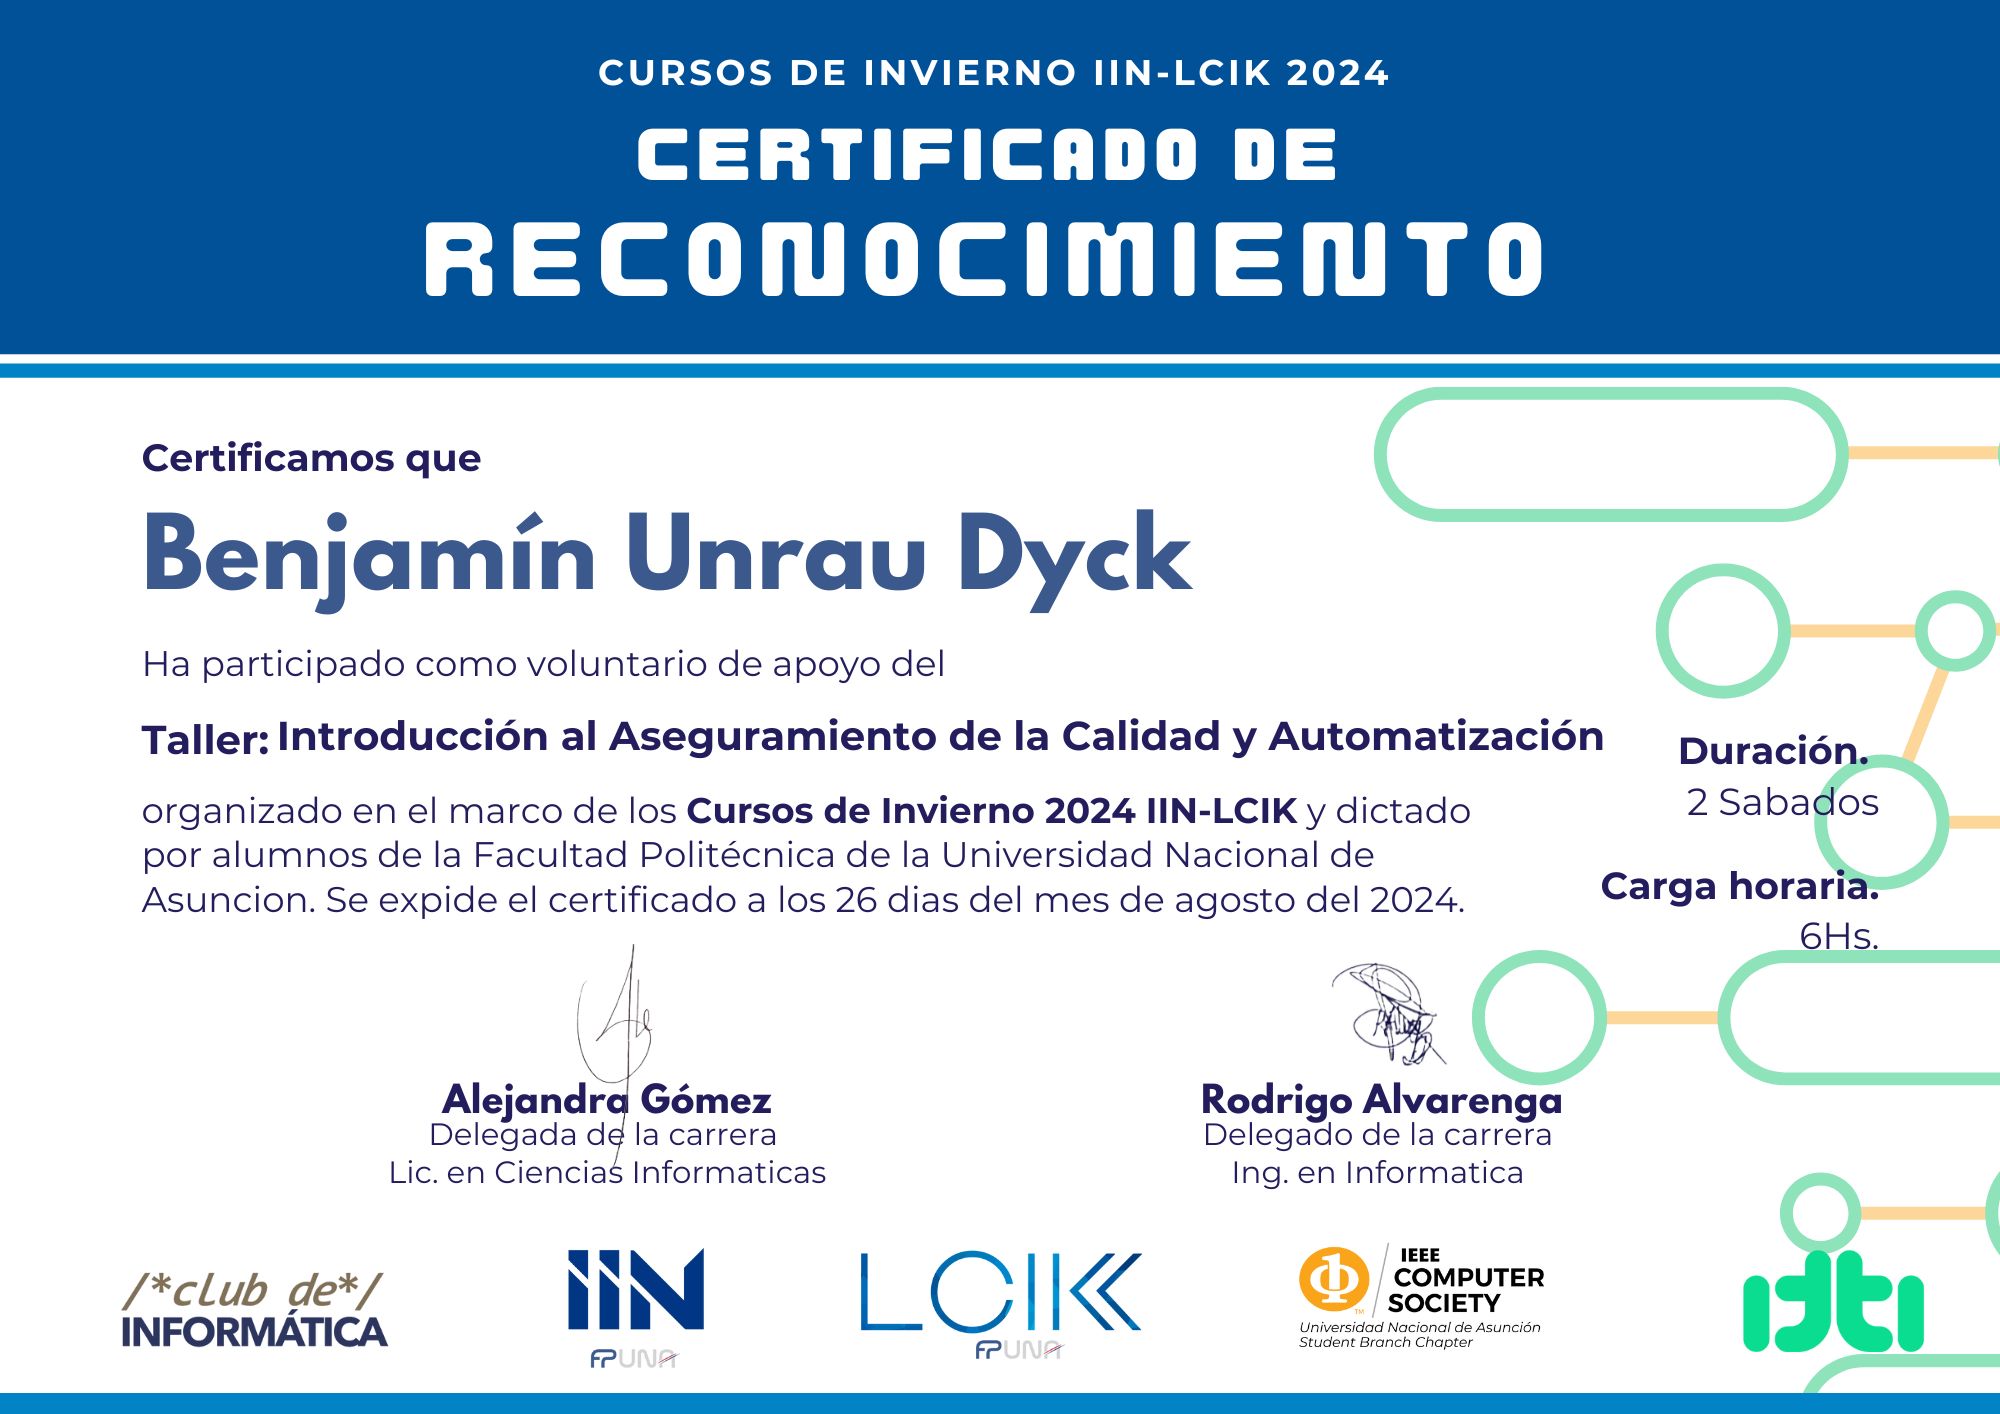 CURSOS DE INVIERNO IIN-LCIK 2024
CERTIFICADO DE
RECONOCIMIENTO
Certificamos que
Benjamín Unrau Dyck
Ha participado como voluntario de apoyo del
Taller: Introducción al Aseguramiento de la Calidad y Automatización
organizado en el marco de los Cursos de Invierno 2024 IIN-LCIK y dictado
por alumnos de la Facultad Politécnica de la Universidad Nacional de
Asuncion. Se expide el certificado a los 26 dias del mes de agosto del 2024.
Duración.
2 Sabados
Carga horaria.
6Hs.
Alejandra Gómez
Delegada de la carrera
Lic. en Ciencias Informaticas
Rodrigo Alvarenga
Delegado de la carrera
Ing. en Informatica
/*club de*/
INFORMÁTICA
IIN
FPUNA
LCIK
FPUNA
IEEE
COMPUTER
SOCIETY
TM
Universidad Nacional de Asunción
Student Branch Chapter